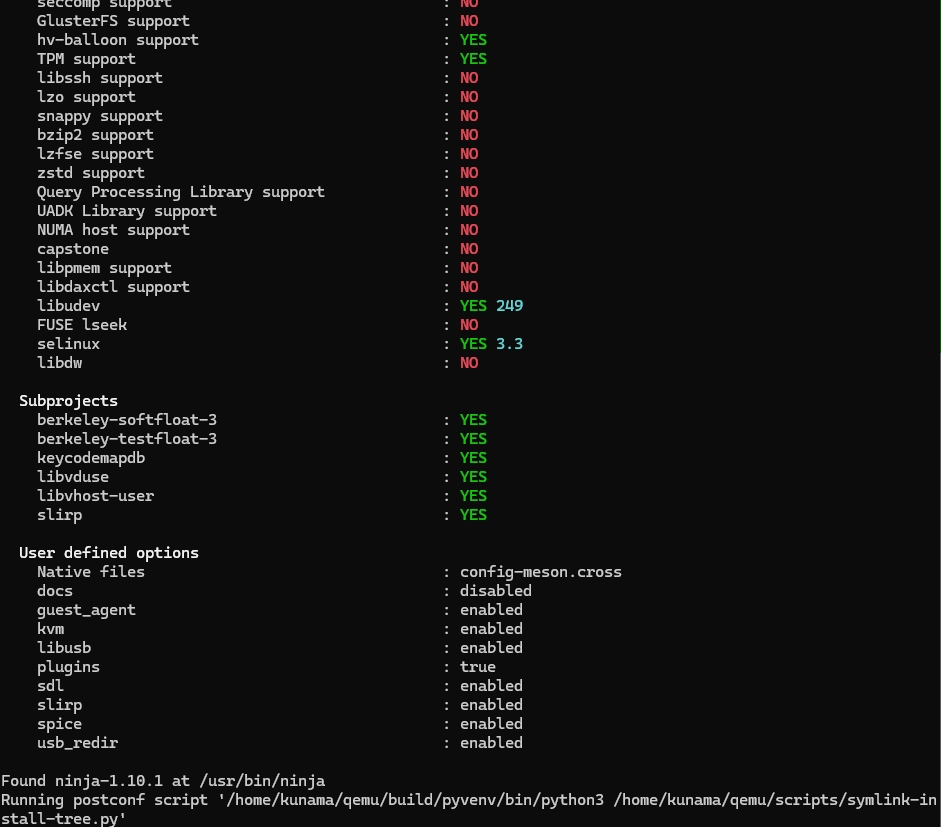 seccomp support : NO
GlusterFS support : NO
hv-balloon support : YES
TPM support : YES
libssh support : NO
lzo support : NO
snappy support : NO
bzip2 support : NO
lzfse support : NO
zstd support : NO
Query Processing Library support : NO
UADK Library support : NO
NUMA host support : NO
capstone : NO
libpmem support : NO
libdaxctl support : NO
libudev : YES 249
FUSE lseek : NO
selinux : YES 3.3
libdw : NO
Subprojects
berkeley-softfloat-3 : YES
berkeley-testfloat-3 : YES
keycodemapdb : YES
libvduse : YES
libvhost-user : YES
slirp : YES
User defined options
Native files : config-meson.cross
docs : disabled
guest_agent : enabled
kvm : enabled
libusb : enabled
plugins : true
sdl : enabled
slirp : enabled
spice : enabled
usb_redir : enabled
Found ninja-1.10.1 at /usr/bin/ninja
Running postconf script '/home/kunama/qemu/build/pyvenv/bin/python3 /home/kunama/qemu/scripts/symlink-in
stall-tree.py'